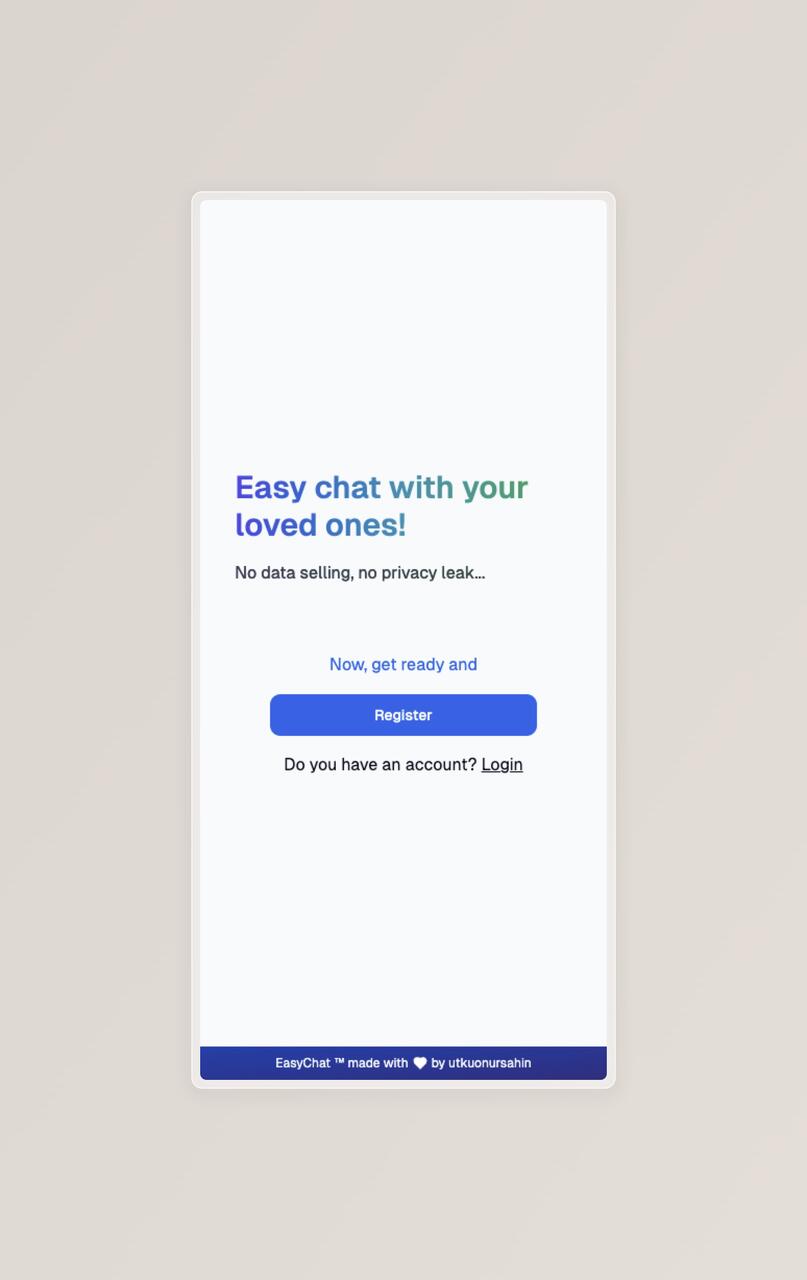 Easy chat with your
loved ones!
No data selling, no privacy leak...
Now, get ready and
Register
Do you have an account? Login
EasyChat ™ made with 🤍 by utkuonursahin